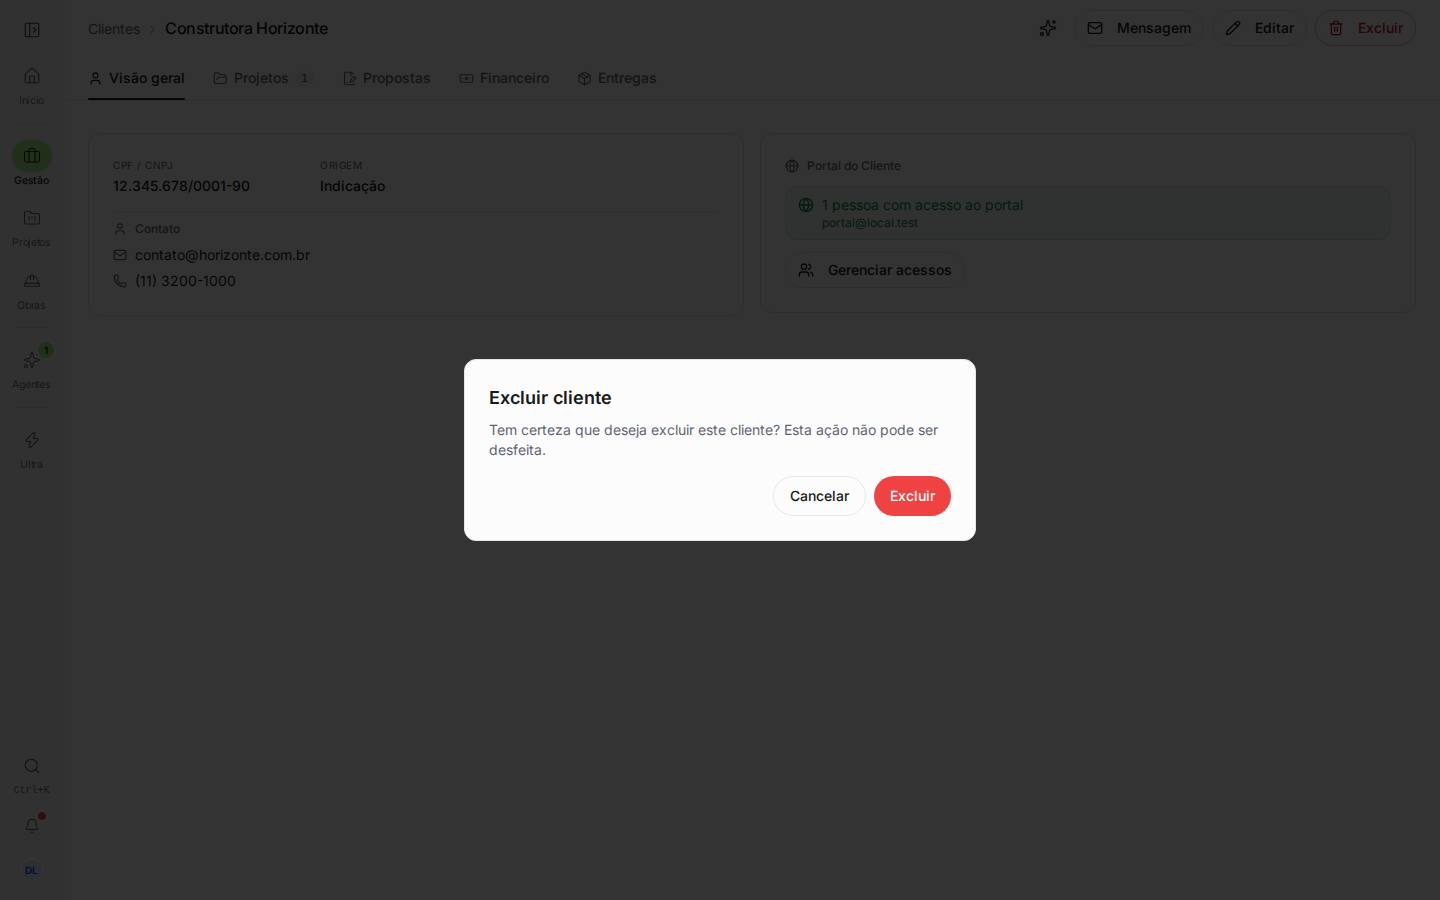 Clientes
Construtora Horizonte
Mensagem
Editar
Excluir
Início
Gestão
Projetos
Obras
1
Agentes
Ultra
Ctrl+K
DL
Visão geral
Projetos 1
Propostas
Financeiro
Entregas
CPF / CNPJ
12.345.678/0001-90
ORIGEM
Indicação
Contato
contato@horizonte.com.br
(11) 3200-1000
Portal do Cliente
1 pessoa com acesso ao portal
portal@local.test
Gerenciar acessos
Excluir cliente
Tem certeza que deseja excluir este cliente? Esta ação não pode ser
desfeita.
Cancelar
Excluir